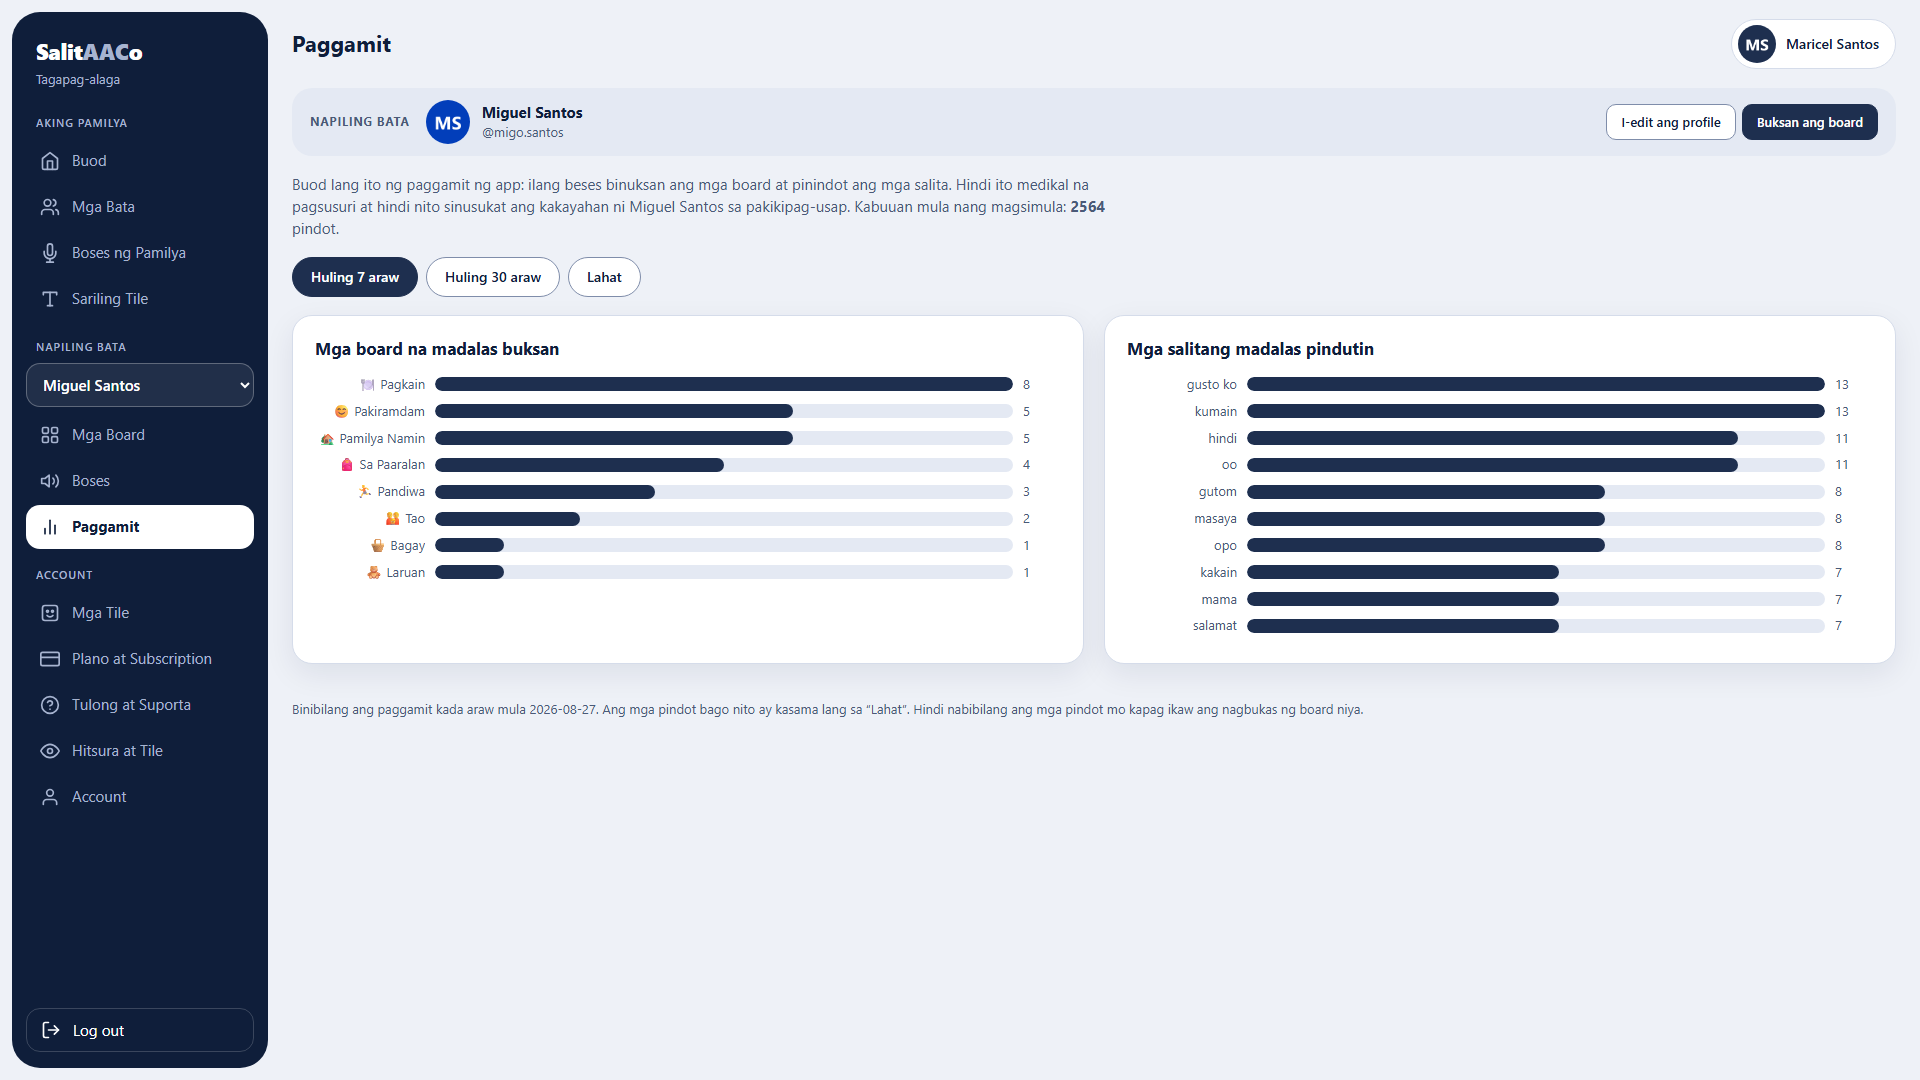 SalitAACo
Tagapag-alaga
AKING PAMILYA
Buod
Mga Bata
Boses ng Pamilya
Sariling Tile
NAPILING BATA
Miguel Santos
Mga Board
Boses
Paggamit
ACCOUNT
Mga Tile
Plano at Subscription
Tulong at Suporta
Hitsura at Tile
Account
Log out
Paggamit
MS Maricel Santos
NAPILING BATA
MS
Miguel Santos
@migo.santos
I-edit ang profile
Buksan ang board
Buod lang ito ng paggamit ng app: ilang beses binuksan ang mga board at pinindot ang mga salita. Hindi ito medikal na
pagsusuri at hindi nito sinusukat ang kakayahan ni Miguel Santos sa pakikipag-usap. Kabuuan mula nang magsimula: 2564
pindot.
Huling 7 araw
Huling 30 araw
Lahat
Mga board na madalas buksan
Pagkain 8
Pakiramdam 5
Pamilya Namin 5
Sa Paaralan 4
Pandiwa 3
Tao 2
Bagay 1
Laruan 1
Mga salitang madalas pindutin
gusto ko 13
kumain 13
hindi 11
oo 11
gutom 8
masaya 8
opo 8
kakain 7
mama 7
salamat 7
Binibilang ang paggamit kada araw mula 2026-08-27. Ang mga pindot bago nito ay kasama lang sa “Lahat”. Hindi nabibilang ang mga pindot mo kapag ikaw ang nagbukas ng board niya.